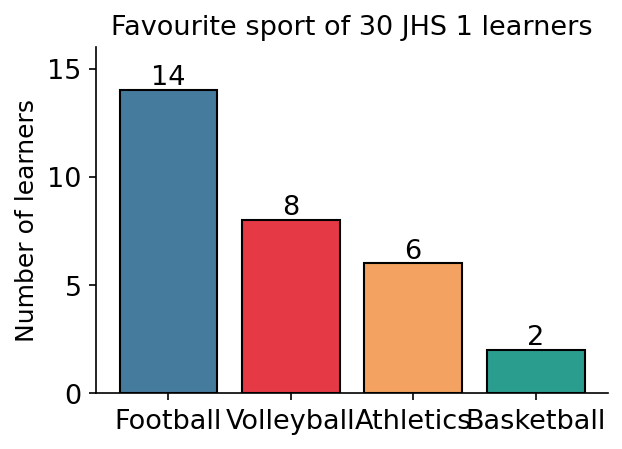 Favourite sport of 30 JHS 1 learners
Number of learners
15
10
5
0
14
8
6
2
Football
Volleyball
Athletics
Basketball